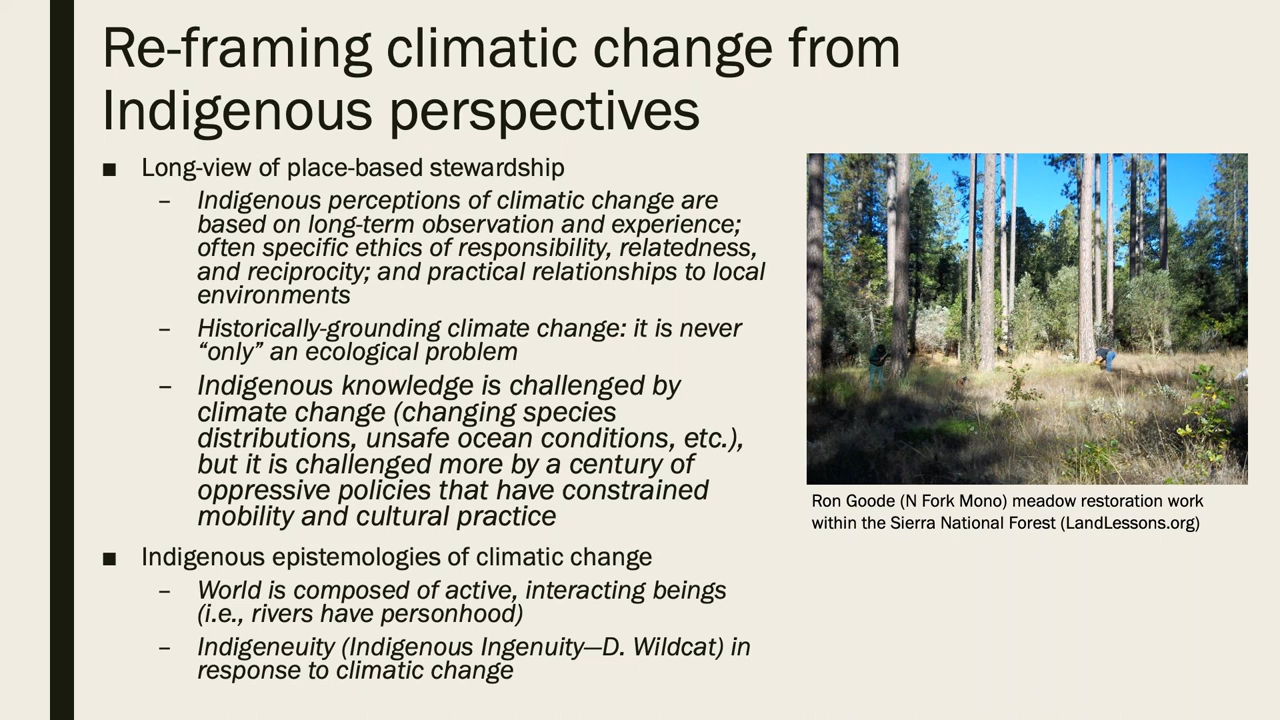 Re-framing climatic change from
Indigenous perspectives
■ Long-view of place-based stewardship
– Indigenous perceptions of climatic change are
based on long-term observation and experience;
often specific ethics of responsibility, relatedness,
and reciprocity; and practical relationships to local
environments
– Historically-grounding climate change: it is never
“only” an ecological problem
– Indigenous knowledge is challenged by
climate change (changing species
distributions, unsafe ocean conditions, etc.),
but it is challenged more by a century of
oppressive policies that have constrained
mobility and cultural practice
■ Indigenous epistemologies of climatic change
– World is composed of active, interacting beings
(i.e., rivers have personhood)
– Indigeneuity (Indigenous Ingenuity—D. Wildcat) in
response to climatic change
Ron Goode (N Fork Mono) meadow restoration work
within the Sierra National Forest (LandLessons.org)